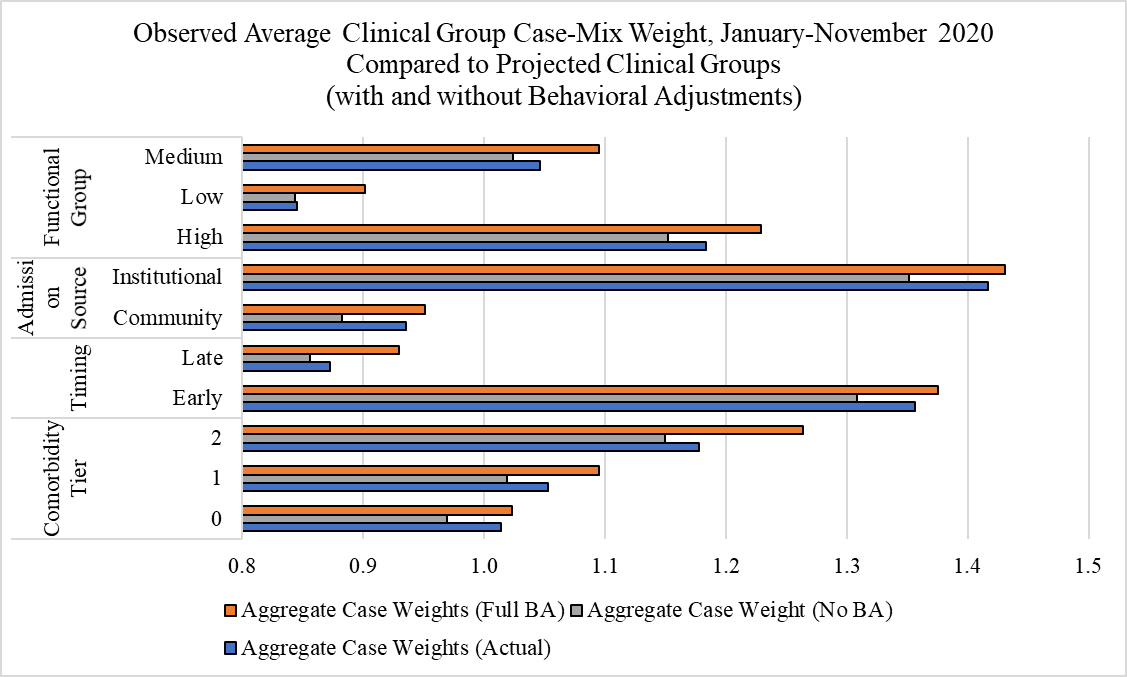 Observed Average Clinical Group Case-Mix Weight, January-November 2020
Compared to Projected Clinical Groups
(with and without Behavioral Adjustments)
Functional
Group
Medium
Low
High
Admissi
on
Source
Institutional
Community
Timing
Late
Early
Comorbidity
Tier
2
1
0
0.8 0.9 1.0 1.1 1.2 1.3 1.4 1.5
Aggregate Case Weights (Full BA) Aggregate Case Weight (No BA)
Aggregate Case Weights (Actual)